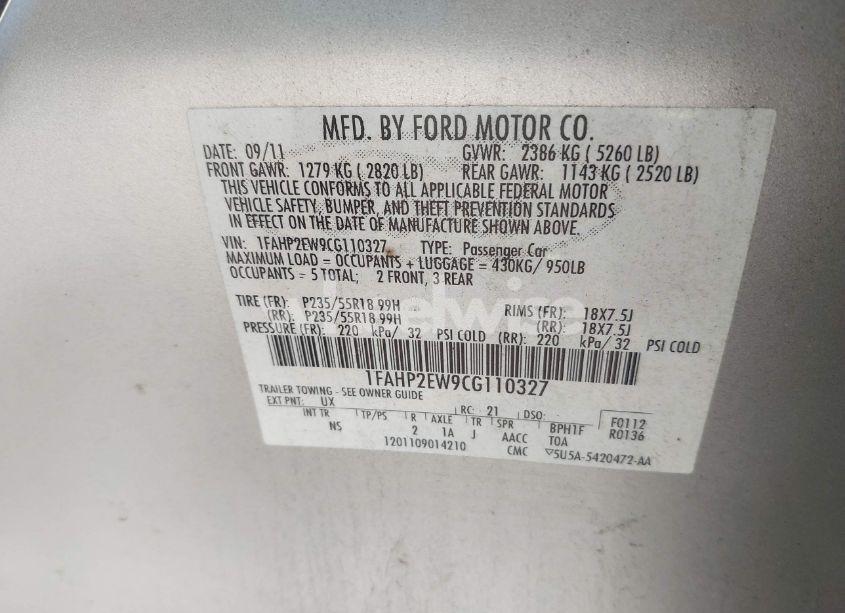 MFD. BY FORD MOTOR CO.
DATE: 09/11 GVWR: 2386 KG ( 5260 LB)
FRONT GAWR: 1279 KG ( 2820 LB) REAR GAWR: 1143 KG ( 2520 LB)
THIS VEHICLE CONFORMS TO ALL APPLICABLE FEDERAL MOTOR
VEHICLE SAFETY, BUMPER, AND THEFT PREVENTION STANDARDS
IN EFFECT ON THE DATE OF MANUFACTURE SHOWN ABOVE.
VIN: 1FAHP2EW9CG110327 TYPE: Passenger Car
MAXIMUM LOAD = OCCUPANTS + LUGGAGE = 430KG/ 950LB
OCCUPANTS = 5 TOTAL; 2 FRONT, 3 REAR
TIRE (FR): P235/55R18 99H RIMS (FR): 18X7.5J
(RR): P235/55R18 99H (RR): 18X7.5J
PRESSURE (FR): 220 kPa/ 32 PSI COLD (RR): 220 kPa/ 32 PSI COLD
1FAHP2EW9CG110327
TRAILER TOWING - SEE OWNER GUIDE
EXT PNT: UX RC: 21 DSO: F0112
INT TR TP/PS R AXLE TR SPR BPH1F R0136
NS 2 1A J AACC TOA
1201109014210 CMC ▽5U5A-5420472-AA